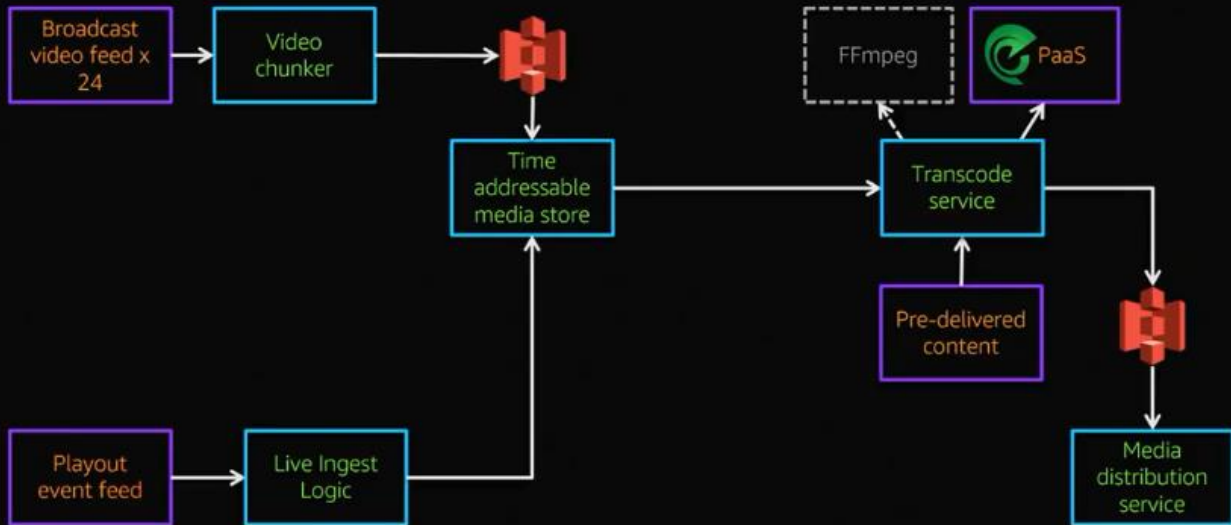 Broadcast
video feed x
24
Video
chunker
FFmpeg
PaaS
Time
addressable
media store
Transcode
service
Pre-delivered
content
Playout
event feed
Live Ingest
Logic
Media
distribution
service